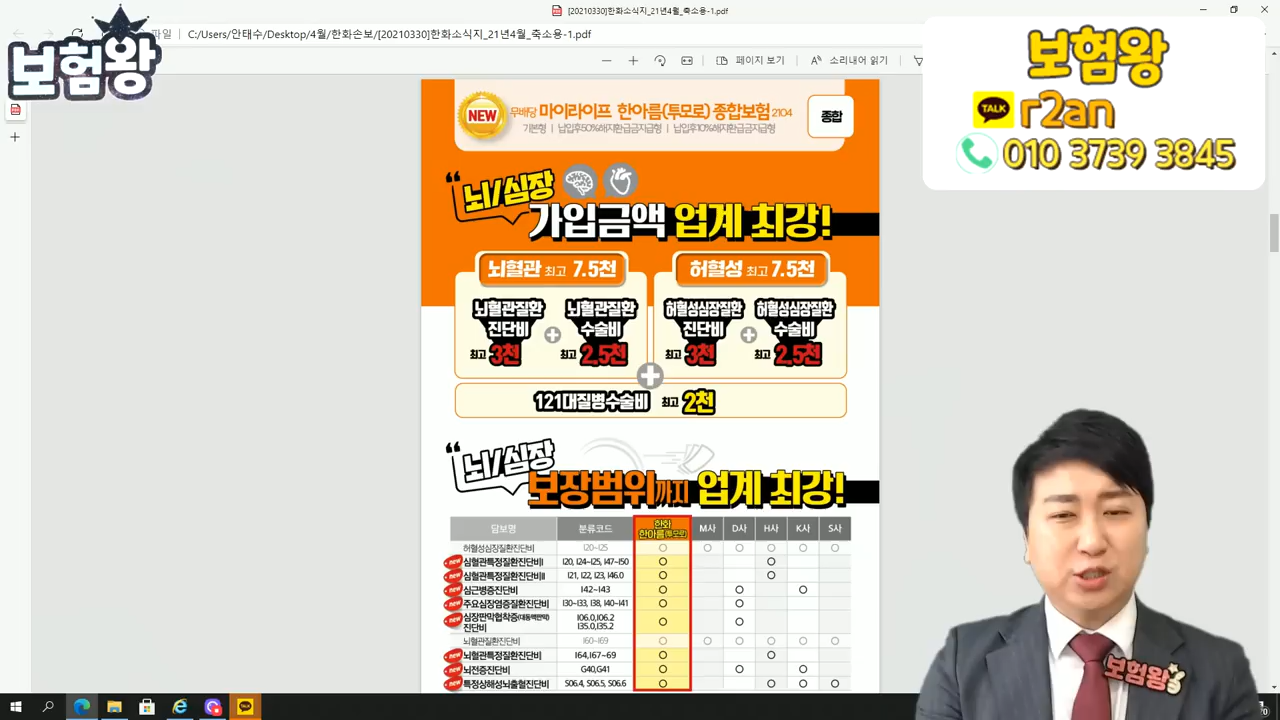 [20210330]한화소식지_21년4월_축소용-1.pdf
파일 C:/Users/안태수/Desktop/4월/한화손보/[20210330]한화소식지_21년4월_축소용-1.pdf
페이지 보기 소리내어 읽기
보험왕
보험왕
TALK r2an
010 3739 3845
NEW 무배당 마이라이프 한아름(투모로) 종합보험 2104
기본형 | 납입후50%해지환급금지급형 | 납입후10%해지환급금지급형
종합
뇌/심장
가입금액 업계 최강!
뇌혈관 최고 7.5천
허혈성 최고 7.5천
뇌혈관질환 진단비 최고 3천
뇌혈관질환 수술비 최고 2.5천
허혈성심장질환 진단비 최고 3천
허혈성심장질환 수술비 최고 2.5천
121대질병수술비 최고 2천
뇌/심장
보장범위까지 업계 최강!
담보명 분류코드 한화 한아름(투모로) M사 D사 H사 K사 S사
허혈성심장질환진단비 I20~I25 ○ ○ ○ ○ ○ ○
new 심혈관특정질환진단비I I20, I24~I25, I47~I50 ○ ○
new 심혈관특정질환진단비II I21, I22, I23, I46.0 ○ ○
new 심근병증진단비 I42~I43 ○ ○ ○
new 주요심장염증질환진단비 I30~I33, I38, I40~I41 ○ ○
new 심장판막협착증(대동맥판막) 진단비 I06.0,I06.2 I35.0,I35.2 ○ ○
뇌혈관질환진단비 I60~I69 ○ ○ ○ ○ ○ ○
new 뇌혈관특정질환진단비 I64,I67~I69 ○ ○
new 뇌전증진단비 G40,G41 ○ ○ ○
new 특정상해성뇌출혈진단비 S06.4, S06.5, S06.6 ○ ○ ○ ○
보험왕